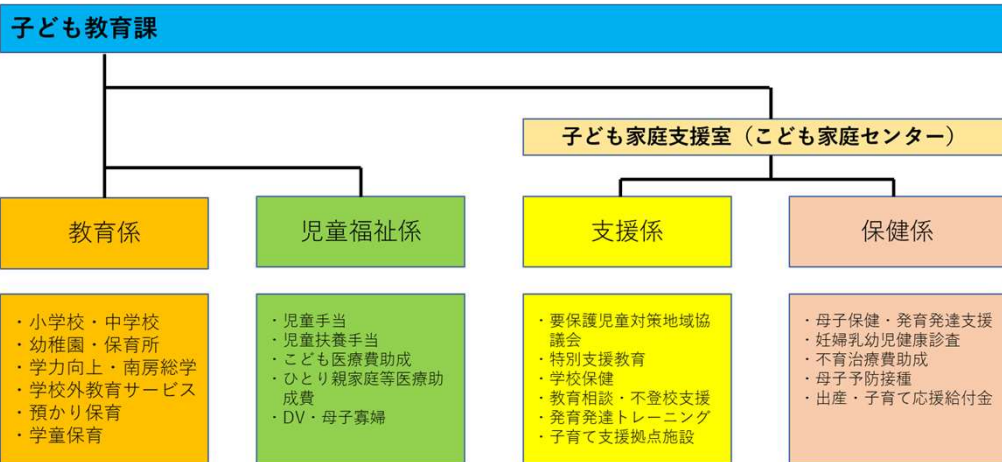 子ども教育課
子ども家庭支援室（こども家庭センター）
教育係
児童福祉係
支援係
保健係
・小学校・中学校
・幼稚園・保育所
・学力向上・南房総学
・学校外教育サービス
・預かり保育
・学童保育
・児童手当
・児童扶養手当
・こども医療費助成
・ひとり親家庭等医療助
成費
・DV・母子寡婦
・要保護児童対策地域協
議会
・特別支援教育
・学校保健
・教育相談・不登校支援
・発育発達トレーニング
・子育て支援拠点施設
・母子保健・発育発達支援
・妊婦乳幼児健康診査
・不育治療費助成
・母子予防接種
・出産・子育て応援給付金